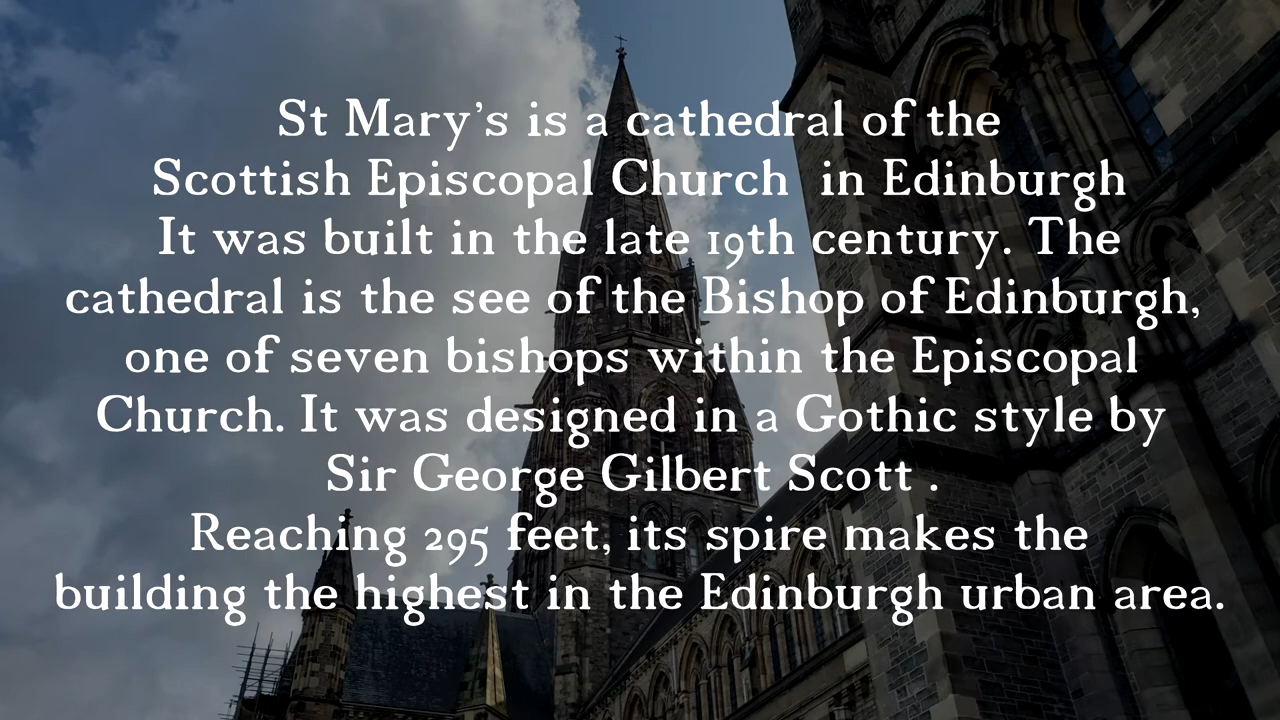 St Mary's is a cathedral of the
Scottish Episcopal Church  in Edinburgh
It was built in the late 19th century. The
cathedral is the see of the Bishop of Edinburgh,
one of seven bishops within the Episcopal
Church. It was designed in a Gothic style by
Sir George Gilbert Scott .
Reaching 295 feet, its spire makes the
building the highest in the Edinburgh urban area.